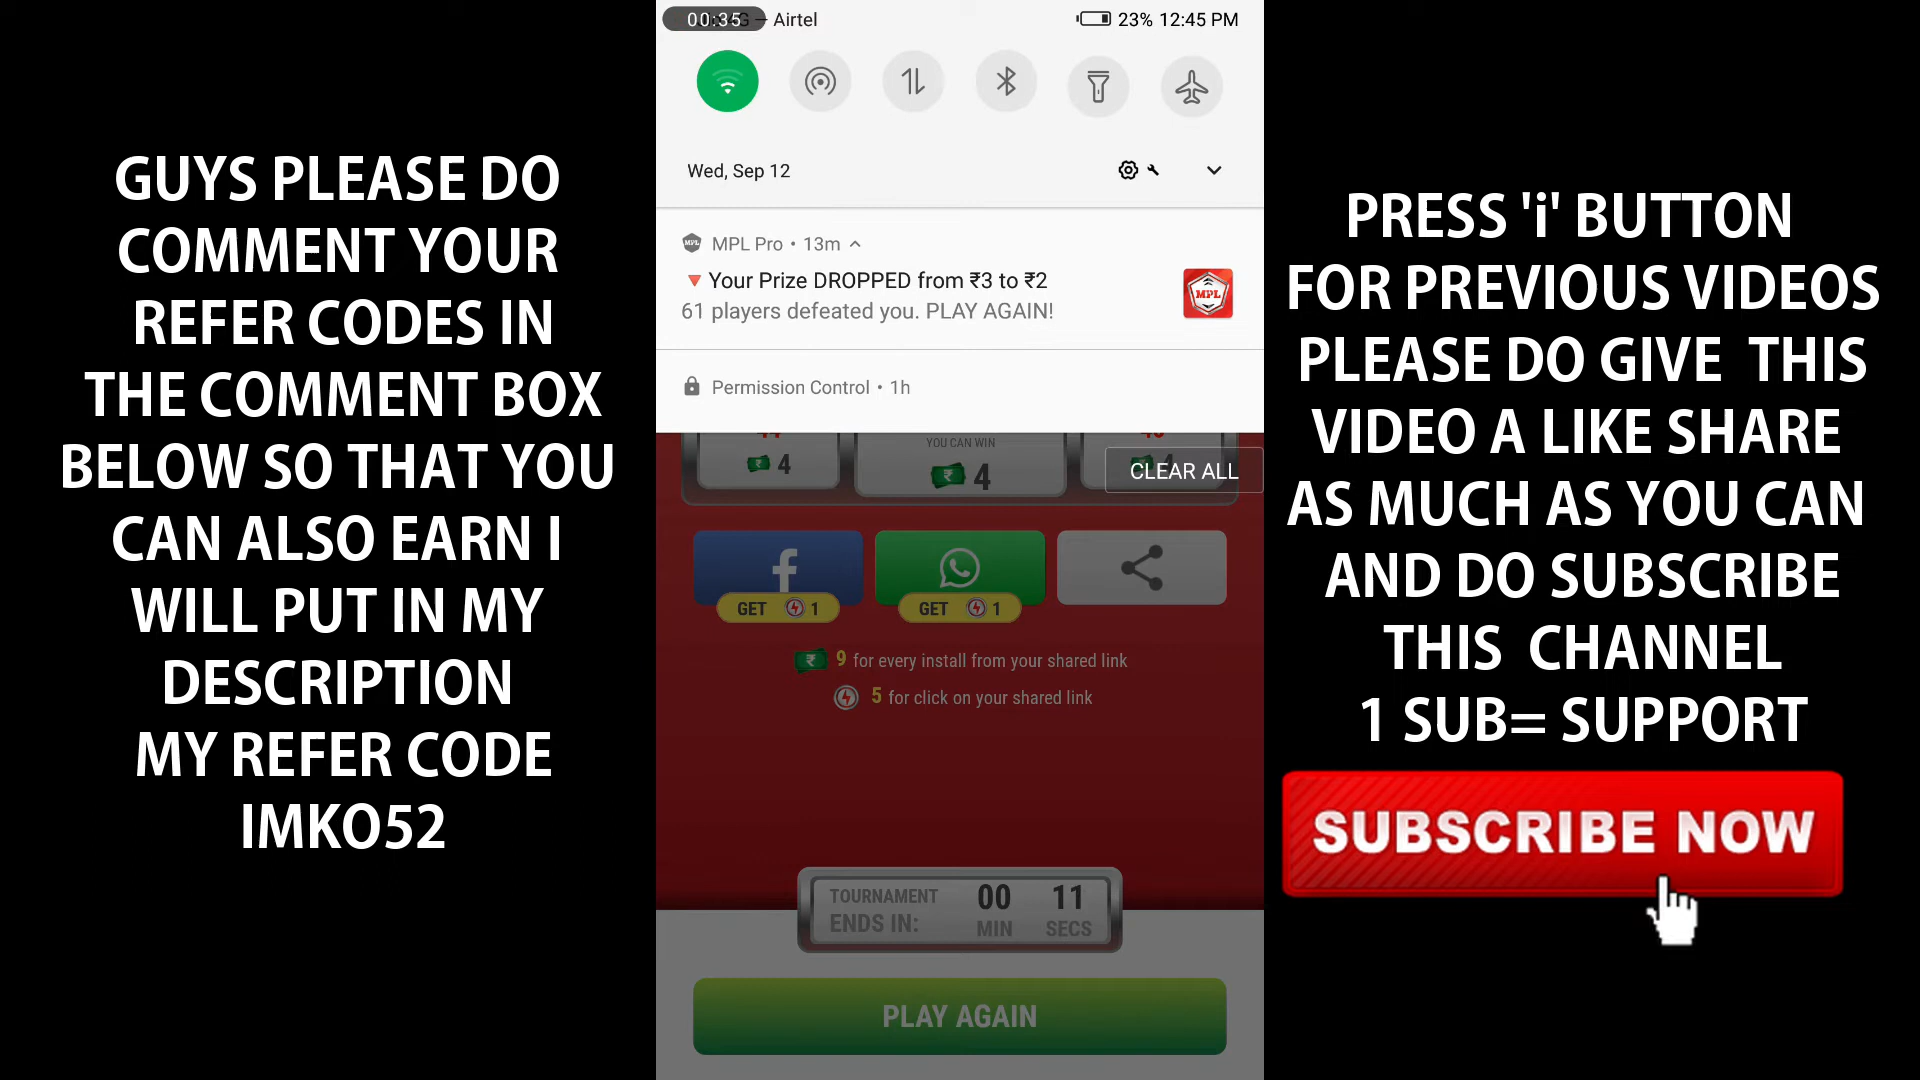 GUYS PLEASE DO
COMMENT YOUR
REFER CODES IN
THE COMMENT BOX
BELOW SO THAT YOU
CAN ALSO EARN I
WILL PUT IN MY
DESCRIPTION
MY REFER CODE
IMKO52
00:35
Airtel
23% 12:45 PM
Wed, Sep 12
MPL Pro • 13m
Your Prize DROPPED from ₹3 to ₹2
61 players defeated you. PLAY AGAIN!
MPL
Permission Control • 1h
YOU CAN WIN
4
4
CLEAR ALL
GET 1
GET 1
9 for every install from your shared link
5 for click on your shared link
TOURNAMENT
ENDS IN:
00
MIN
11
SECS
PLAY AGAIN
PRESS 'i' BUTTON
FOR PREVIOUS VIDEOS
PLEASE DO GIVE THIS
VIDEO A LIKE SHARE
AS MUCH AS YOU CAN
AND DO SUBSCRIBE
THIS CHANNEL
1 SUB= SUPPORT
SUBSCRIBE NOW